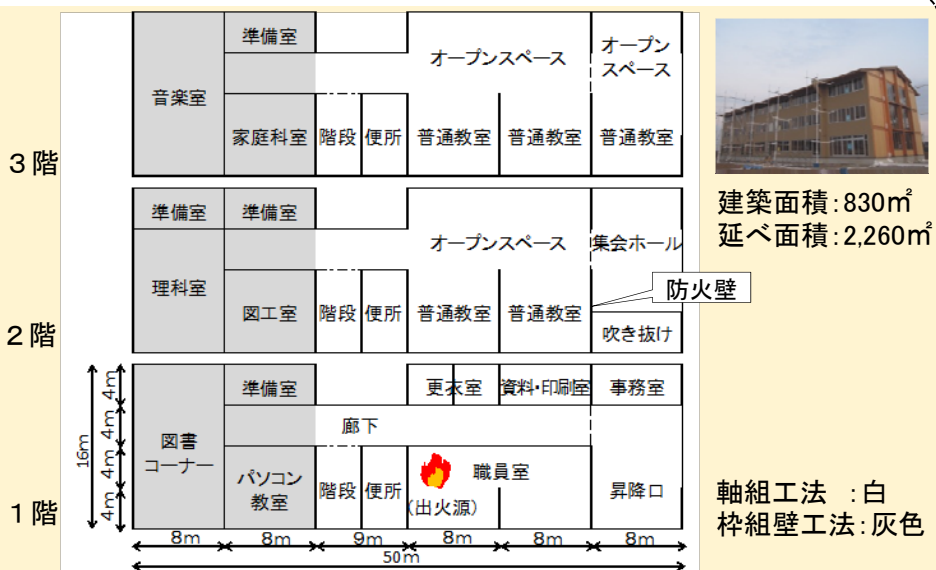 3階
音楽室
準備室
家庭科室
階段
便所
オープンスペース
普通教室
普通教室
オープン
スペース
普通教室
2階
準備室
理科室
準備室
図工室
階段
便所
オープンスペース
普通教室
普通教室
集会ホール
防火壁
吹き抜け
1階
16m
4m
4m
4m
4m
図書
コーナー
準備室
廊下
パソコン
教室
階段
便所
更衣室
資料・印刷室
事務室
職員室
(出火源)
昇降口
8m
8m
9m
8m
8m
8m
50m
建築面積:830㎡
延べ面積:2,260㎡
軸組工法 :白
枠組壁工法:灰色